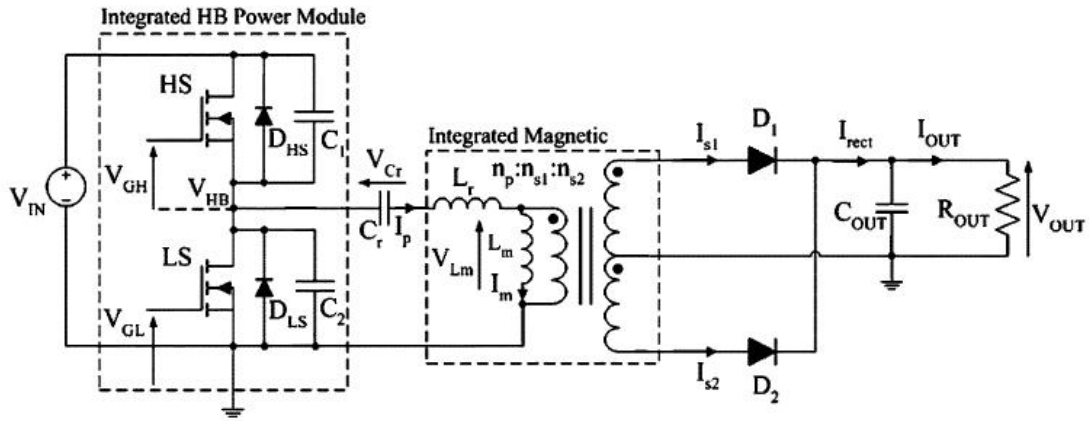 Integrated HB Power Module
HS
D_HS
C_1
V_GH
V_HB
V_IN
LS
D_LS
C_2
V_GL
V_Cr
C_r
I_p
Integrated Magnetic
n_p:n_s1:n_s2
L_r
L_m
V_Lm
I_m
I_s1
D_1
I_rect
I_OUT
C_OUT
R_OUT
V_OUT
I_s2
D_2